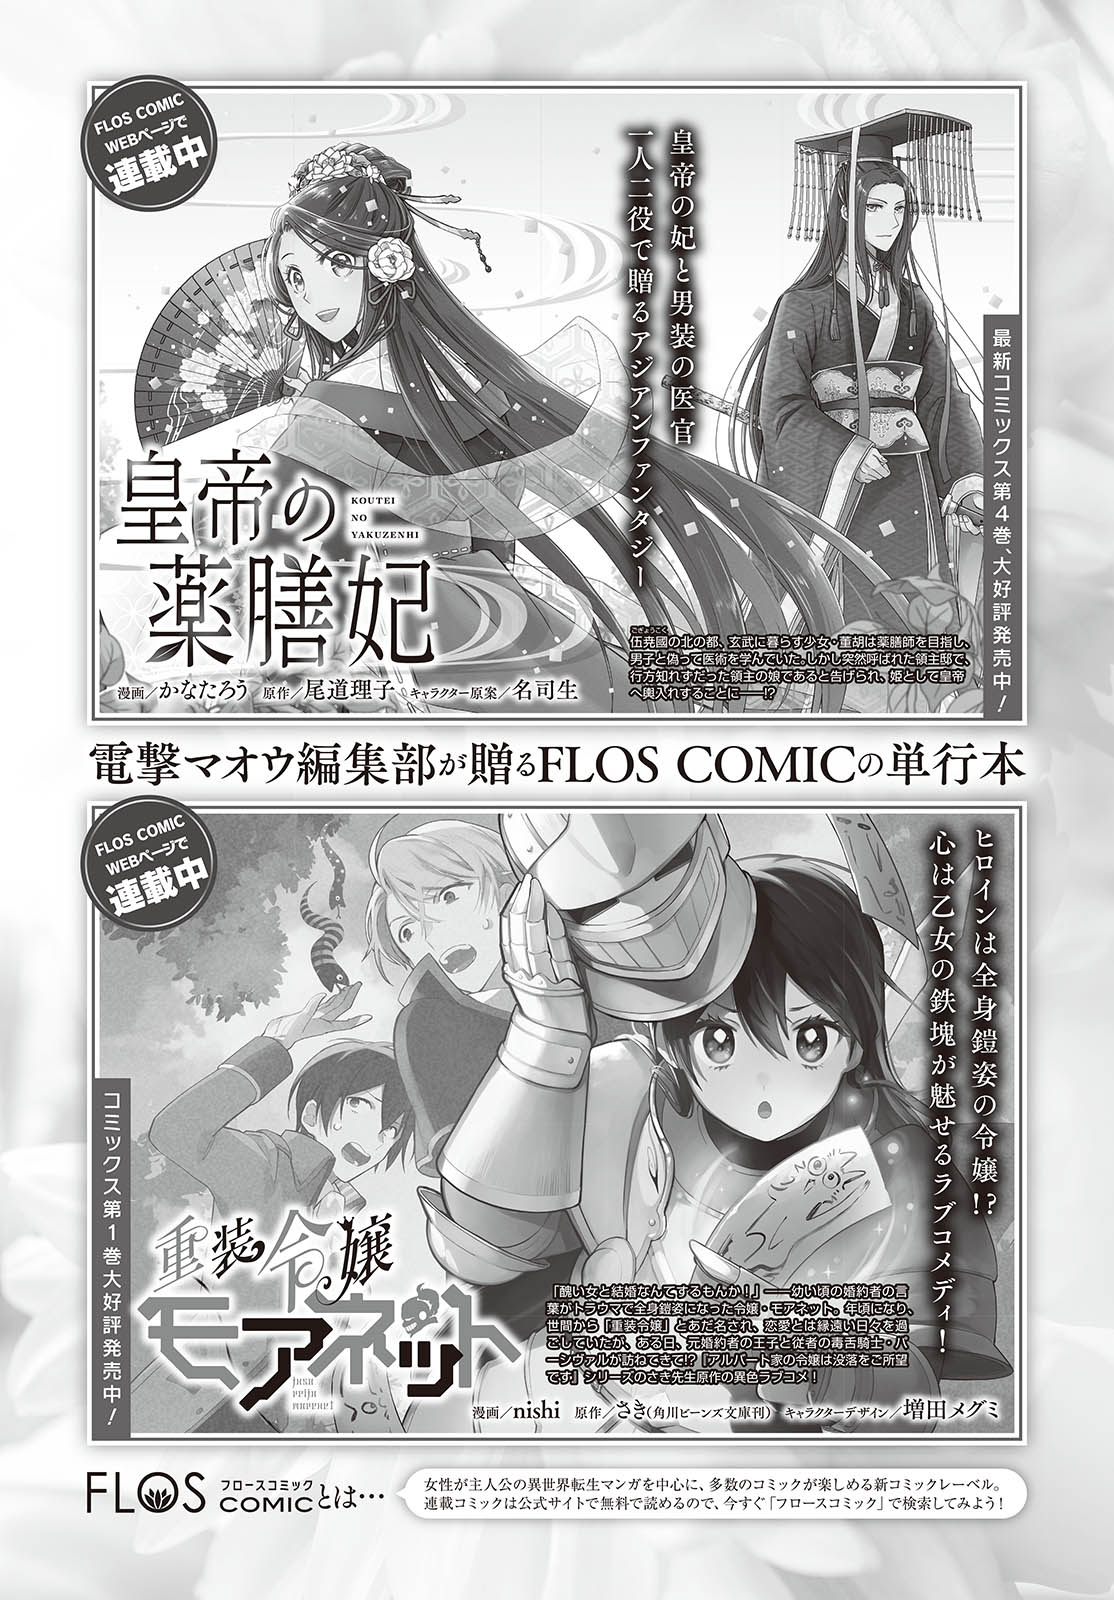 FLOS COMIC
WEBページで
連載中
皇帝の妃と男装の医官
一人二役で贈るアジアンファンタジー
最新コミックス第4巻、大好評発売中！
皇帝の
薬膳妃
KOUTEI
NO
YAKUZENHI
漫画／かなたろう 原作／尾道理子 キャラクター原案／名司生
ごぎょうこく
伍尭國の北の都、玄武に暮らす少女・董胡は薬膳師を目指し、
男子と偽って医術を学んでいた。しかし突然呼ばれた領主邸で、
行方知れずだった領主の娘であると告げられ、姫として皇帝
へ輿入れすることに――!?
電撃マオウ編集部が贈るFLOS COMICの単行本
FLOS COMIC
WEBページで
連載中
ヒロインは全身鎧姿の令嬢!?
心は乙女の鉄塊が魅せるラブコメディ！
コミックス第1巻大好評発売中！
重装令嬢
モアネット
「醜い女と結婚なんてするもんか！」――幼い頃の婚約者の言
葉がトラウマで全身鎧姿になった令嬢・モアネット。年頃になり、
世間から「重装令嬢」とあだ名され、恋愛とは縁遠い日々を過
ごしていたが、ある日、元婚約者の王子と従者の毒舌騎士・パ
ーシヴァルが訪ねてきて!?「アルバート家の令嬢は没落をご所望
です」シリーズのさき先生原作の異色ラブコメ！
漫画／nishi 原作／さき(角川ビーンズ文庫刊) キャラクターデザイン／増田メグミ
FLOS フロースコミック COMICとは…
女性が主人公の異世界転生マンガを中心に、多数のコミックが楽しめる新コミックレーベル。
連載コミックは公式サイトで無料で読めるので、今すぐ「フロースコミック」で検索してみよう！